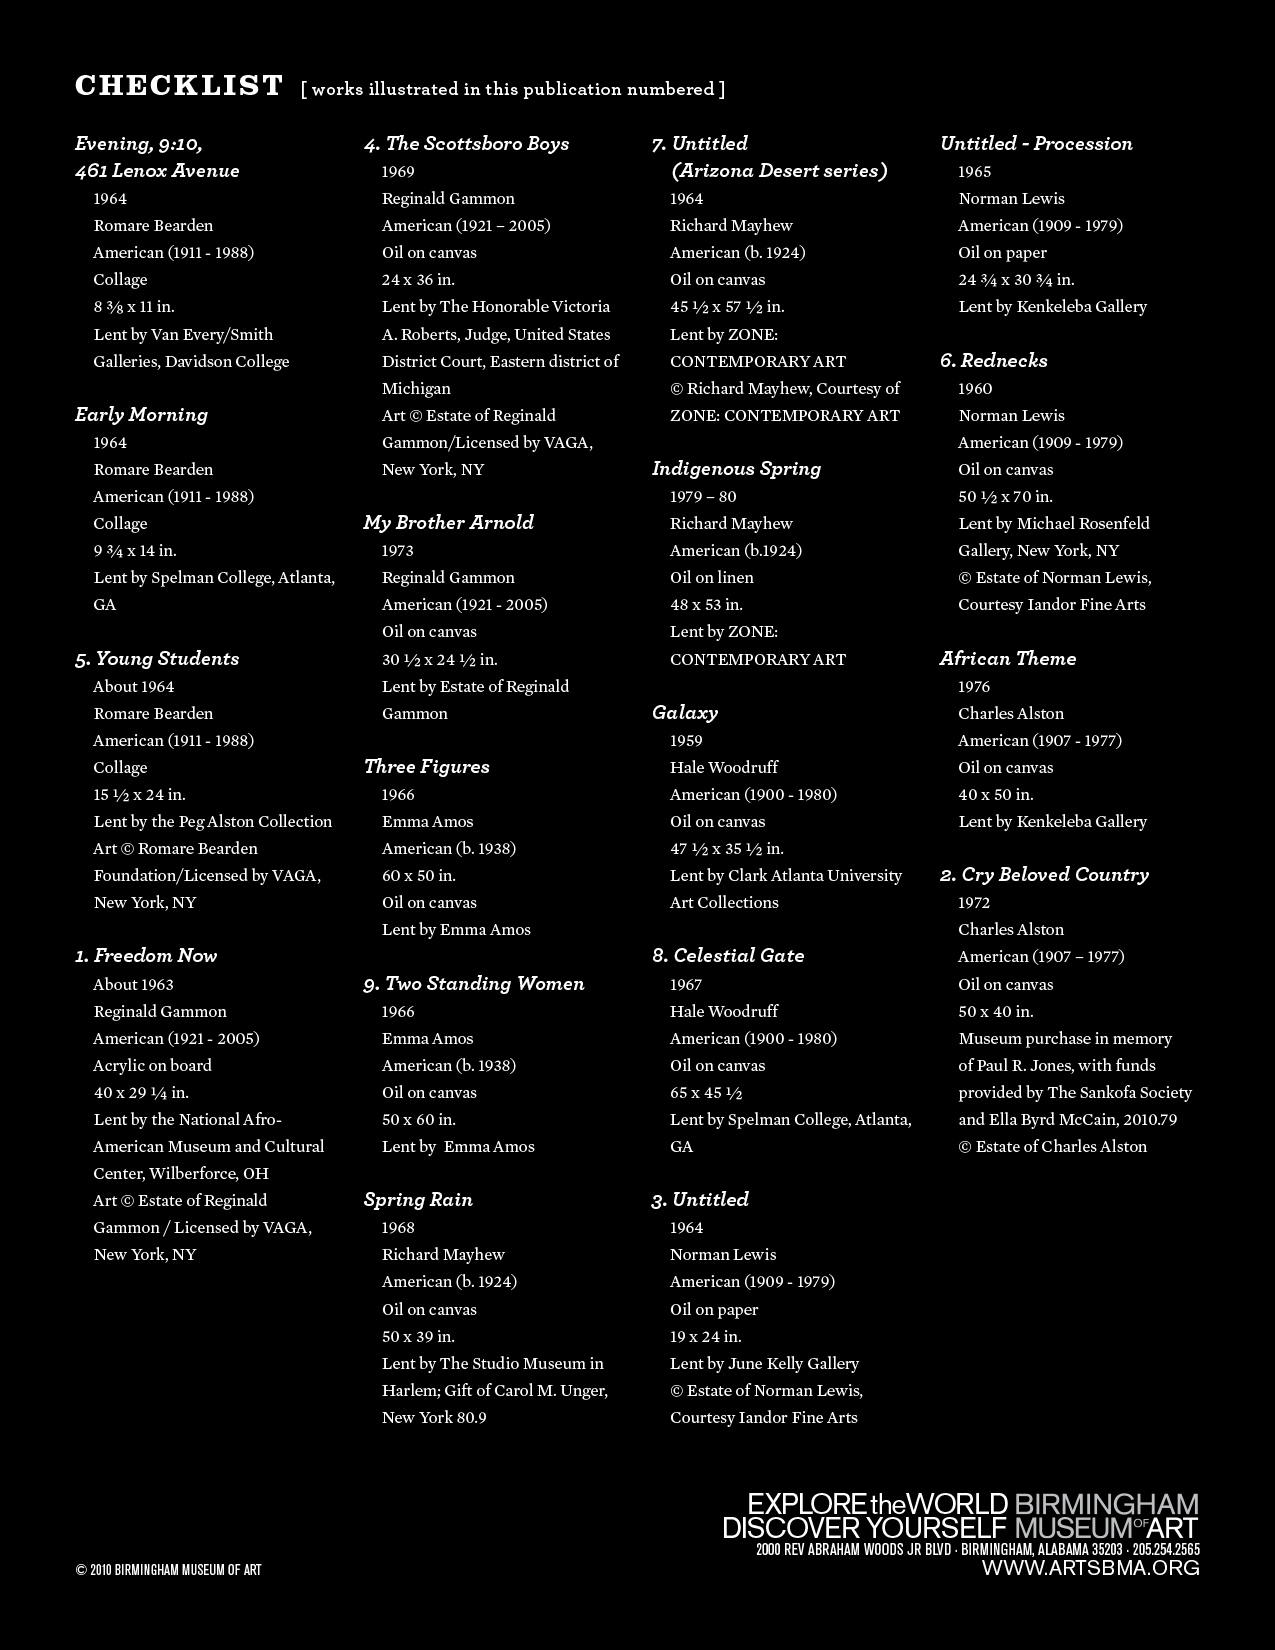 CHECKLIST [ works illustrated in this publication numbered ]
Evening, 9:10,
461 Lenox Avenue
1964
Romare Bearden
American (1911 - 1988)
Collage
8 ⅜ x 11 in.
Lent by Van Every/Smith
Galleries, Davidson College
Early Morning
1964
Romare Bearden
American (1911 - 1988)
Collage
9 ¾ x 14 in.
Lent by Spelman College, Atlanta,
GA
5. Young Students
About 1964
Romare Bearden
American (1911 - 1988)
Collage
15 ½ x 24 in.
Lent by the Peg Alston Collection
Art © Romare Bearden
Foundation/Licensed by VAGA,
New York, NY
1. Freedom Now
About 1963
Reginald Gammon
American (1921 - 2005)
Acrylic on board
40 x 29 ¼ in.
Lent by the National Afro-
American Museum and Cultural
Center, Wilberforce, OH
Art © Estate of Reginald
Gammon / Licensed by VAGA,
New York, NY
4. The Scottsboro Boys
1969
Reginald Gammon
American (1921 – 2005)
Oil on canvas
24 x 36 in.
Lent by The Honorable Victoria
A. Roberts, Judge, United States
District Court, Eastern district of
Michigan
Art © Estate of Reginald
Gammon/Licensed by VAGA,
New York, NY
My Brother Arnold
1973
Reginald Gammon
American (1921 - 2005)
Oil on canvas
30 ½ x 24 ½ in.
Lent by Estate of Reginald
Gammon
Three Figures
1966
Emma Amos
American (b. 1938)
60 x 50 in.
Oil on canvas
Lent by Emma Amos
9. Two Standing Women
1966
Emma Amos
American (b. 1938)
Oil on canvas
50 x 60 in.
Lent by Emma Amos
Spring Rain
1968
Richard Mayhew
American (b. 1924)
Oil on canvas
50 x 39 in.
Lent by The Studio Museum in
Harlem; Gift of Carol M. Unger,
New York 80.9
7. Untitled
(Arizona Desert series)
1964
Richard Mayhew
American (b. 1924)
Oil on canvas
45 ½ x 57 ½ in.
Lent by ZONE:
CONTEMPORARY ART
© Richard Mayhew, Courtesy of
ZONE: CONTEMPORARY ART
Indigenous Spring
1979 – 80
Richard Mayhew
American (b.1924)
Oil on linen
48 x 53 in.
Lent by ZONE:
CONTEMPORARY ART
Galaxy
1959
Hale Woodruff
American (1900 - 1980)
Oil on canvas
47 ½ x 35 ½ in.
Lent by Clark Atlanta University
Art Collections
8. Celestial Gate
1967
Hale Woodruff
American (1900 - 1980)
Oil on canvas
65 x 45 ½
Lent by Spelman College, Atlanta,
GA
3. Untitled
1964
Norman Lewis
American (1909 - 1979)
Oil on paper
19 x 24 in.
Lent by June Kelly Gallery
© Estate of Norman Lewis,
Courtesy Iandor Fine Arts
Untitled - Procession
1965
Norman Lewis
American (1909 - 1979)
Oil on paper
24 ¾ x 30 ¾ in.
Lent by Kenkeleba Gallery
6. Rednecks
1960
Norman Lewis
American (1909 - 1979)
Oil on canvas
50 ½ x 70 in.
Lent by Michael Rosenfeld
Gallery, New York, NY
© Estate of Norman Lewis,
Courtesy Iandor Fine Arts
African Theme
1976
Charles Alston
American (1907 - 1977)
Oil on canvas
40 x 50 in.
Lent by Kenkeleba Gallery
2. Cry Beloved Country
1972
Charles Alston
American (1907 – 1977)
Oil on canvas
50 x 40 in.
Museum purchase in memory
of Paul R. Jones, with funds
provided by The Sankofa Society
and Ella Byrd McCain, 2010.79
© Estate of Charles Alston
EXPLORE the WORLD BIRMINGHAM
DISCOVER YOURSELF MUSEUM OF ART
2000 REV ABRAHAM WOODS JR BLVD · BIRMINGHAM, ALABAMA 35203 · 205.254.2565
WWW.ARTSBMA.ORG
© 2010 BIRMINGHAM MUSEUM OF ART